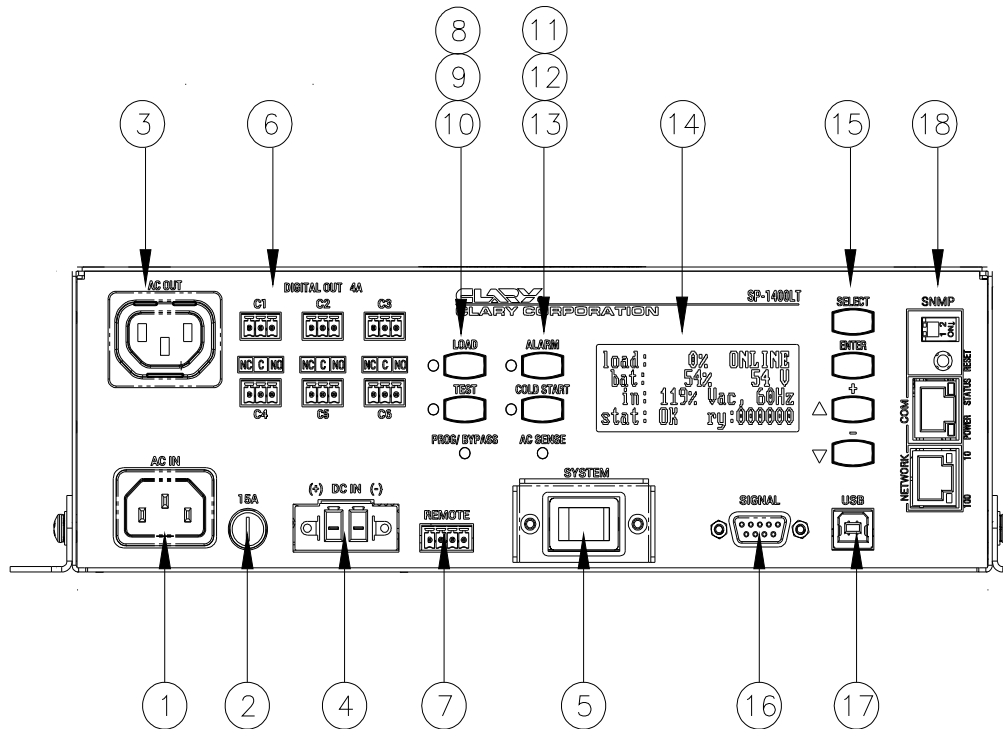 8 11
9 12
3 6 10 13 14 15 18
AC OUT DIGITAL OUT 4A
C1 C2 C3
CLARY
CLARY CORPORATION
SP-1400LT
SELECT
SNMP
1 2
ON
RESET
LOAD ALARM
ENTER
NC C NO NC C NO NC C NO
load: 0% ONLINE
bat: 54% 54 V
in: 119% Vac, 60Hz
stat: OK ry:000000
TEST COLD START
+
C4 C5 C6
COM
STATUS
POWER
PROG/ BYPASS AC SENSE
-
AC IN
SYSTEM
NETWORK
10
100
15A
(+) DC IN (-)
REMOTE
SIGNAL
USB
1 2 4 7 5 16 17